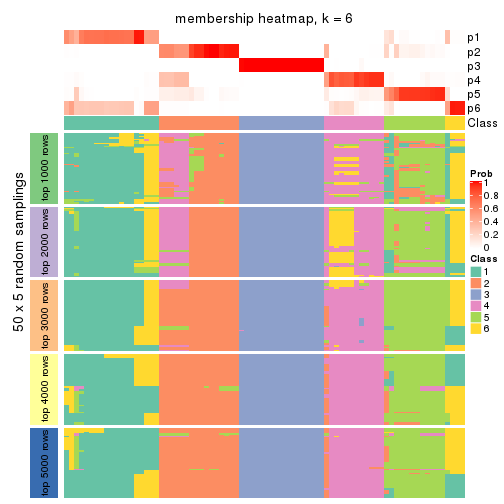 membership heatmap, k = 6
p1
p2
p3
p4
p5
p6
Class
50 x 5 random samplings
top 1000 rows
top 2000 rows
top 3000 rows
top 4000 rows
top 5000 rows
Prob
1
0.8
0.6
0.4
0.2
0
Class
1
2
3
4
5
6